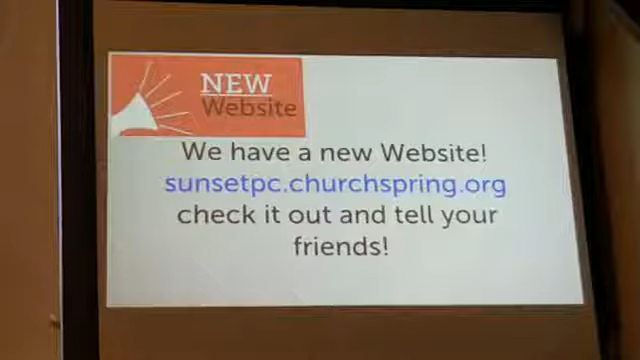 NEW
Website
We have a new Website!
sunsetpc.churchspring.org
check it out and tell your
friends!